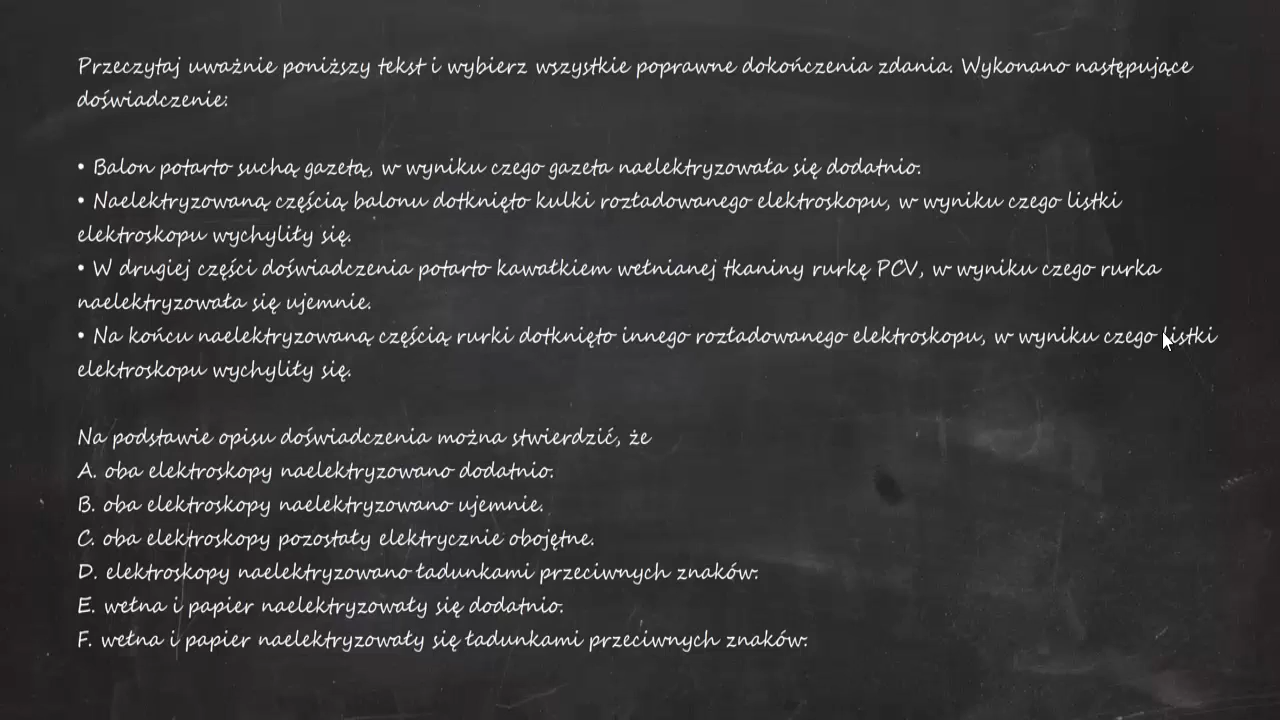 Przeczytaj uważnie poniższy tekst i wybierz wszystkie poprawne dokończenia zdania. Wykonano następujące
doświadczenie:
• Balon potarto suchą gazetą, w wyniku czego gazeta naelektryzowała się dodatnio.
• Naelektryzowaną częścią balonu dotknięto kulki rozładowanego elektroskopu, w wyniku czego listki
elektroskopu wychyliły się.
• W drugiej części doświadczenia potarto kawałkiem wełnianej tkaniny rurkę PCV, w wyniku czego rurka
naelektryzowała się ujemnie.
• Na końcu naelektryzowaną częścią rurki dotknięto innego rozładowanego elektroskopu, w wyniku czego listki
elektroskopu wychyliły się.
Na podstawie opisu doświadczenia można stwierdzić, że
A. oba elektroskopy naelektryzowano dodatnio.
B. oba elektroskopy naelektryzowano ujemnie.
C. oba elektroskopy pozostały elektrycznie obojętne.
D. elektroskopy naelektryzowano ładunkami przeciwnych znaków.
E. wełna i papier naelektryzowały się dodatnio.
F. wełna i papier naelektryzowały się ładunkami przeciwnych znaków.